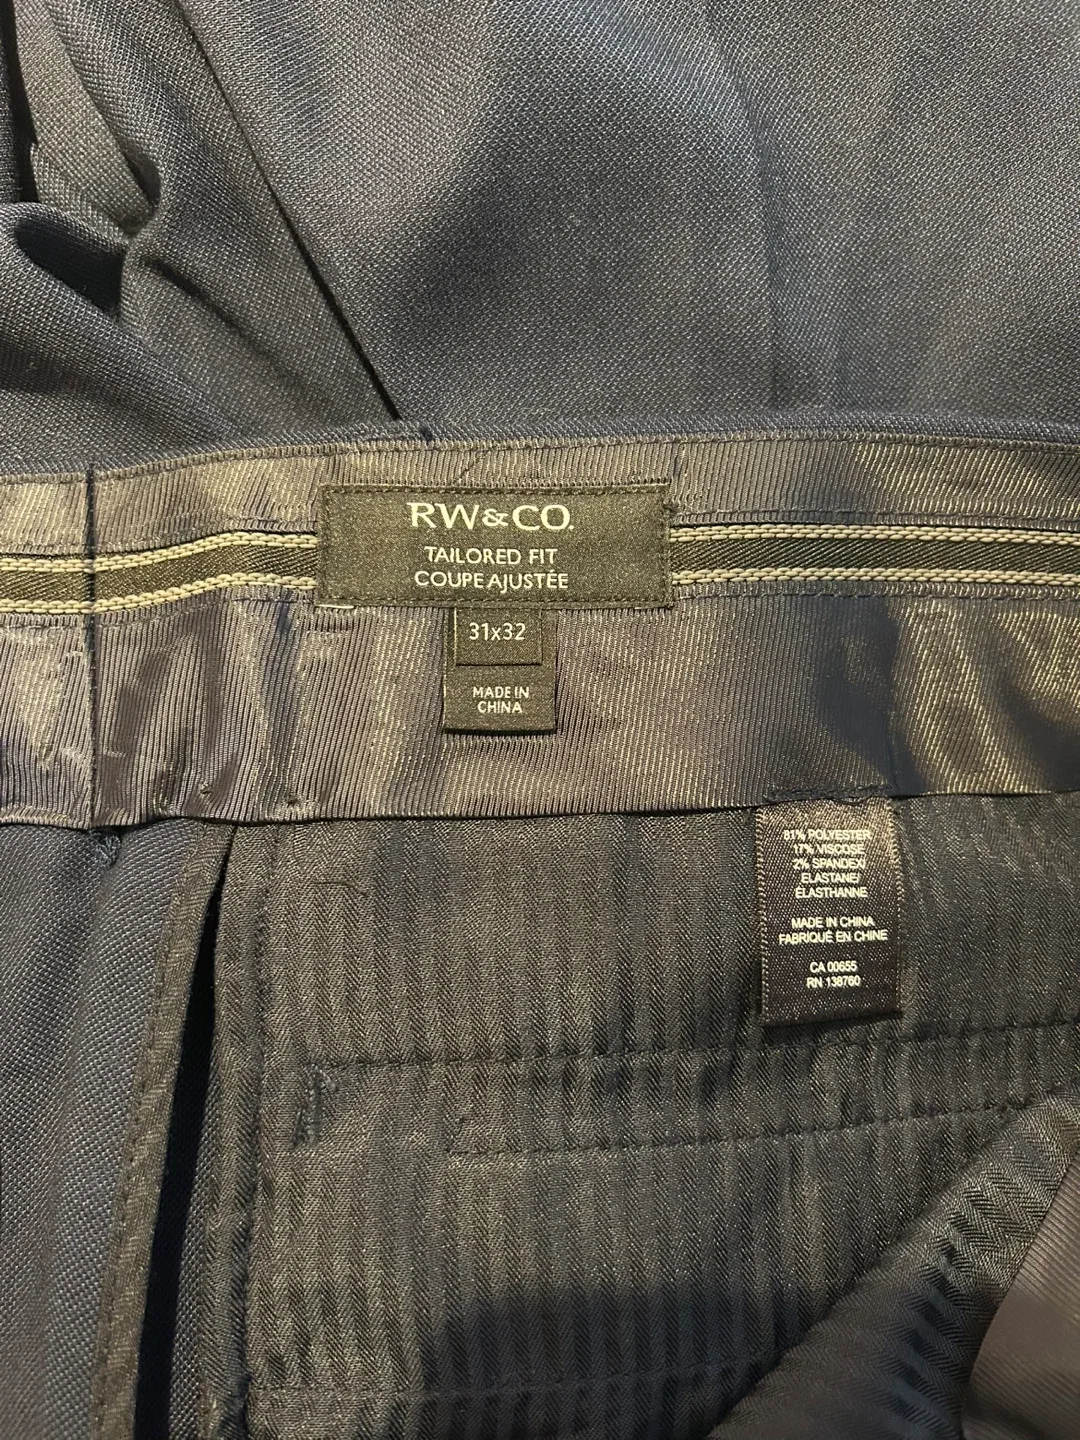 RW&CO.
TAILORED FIT
COUPE AJUSTÉE
31x32
MADE IN
CHINA
81% POLYESTER
17% VISCOSE
2% SPANDEX/
ELASTANE/
ÉLASTHANNE
MADE IN CHINA
FABRIQUÉ EN CHINE
CA 00655
RN 138760